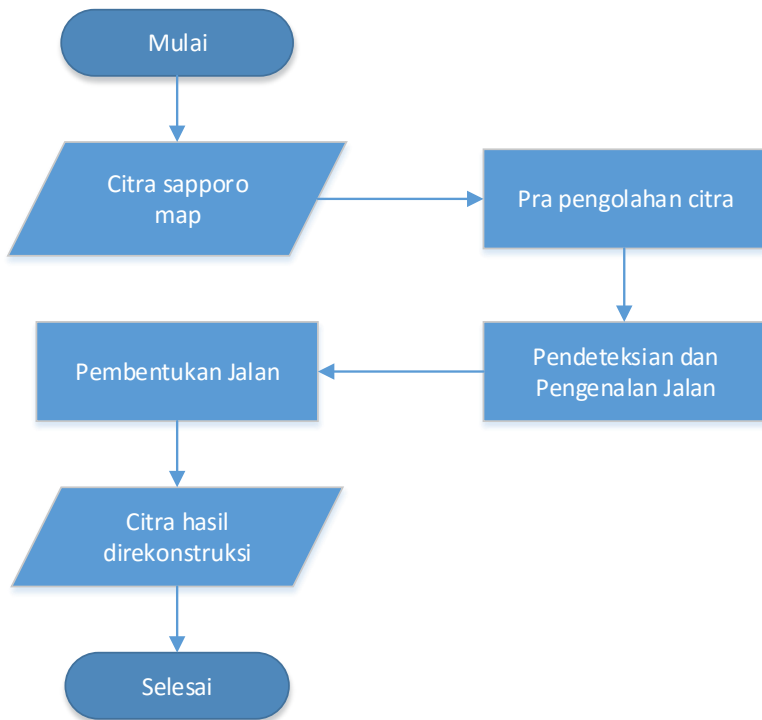 Mulai
Citra sapporo
map
Pra pengolahan citra
Pendeteksian dan
Pengenalan Jalan
Pembentukan Jalan
Citra hasil
direkonstruksi
Selesai